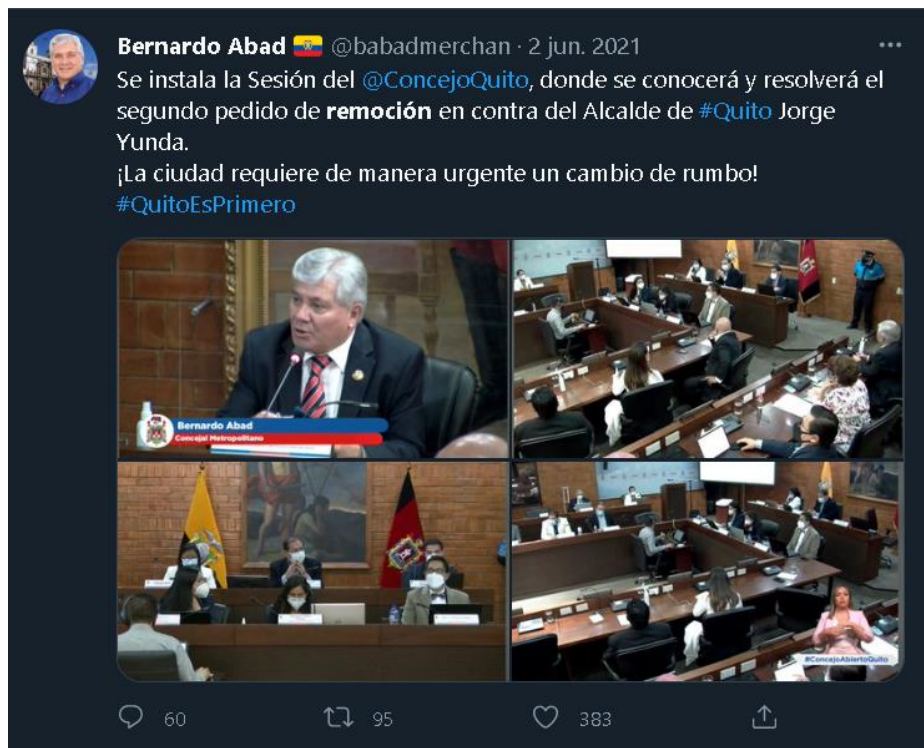 Bernardo Abad 🇪🇨 @babadmerchan · 2 jun. 2021
Se instala la Sesión del @ConcejoQuito, donde se conocerá y resolverá el
segundo pedido de remoción en contra del Alcalde de #Quito Jorge
Yunda.
¡La ciudad requiere de manera urgente un cambio de rumbo!
#QuitoEsPrimero
Bernardo Abad
Concejal Metropolitano
#ConcejoAbiertoQuito
60 95 383